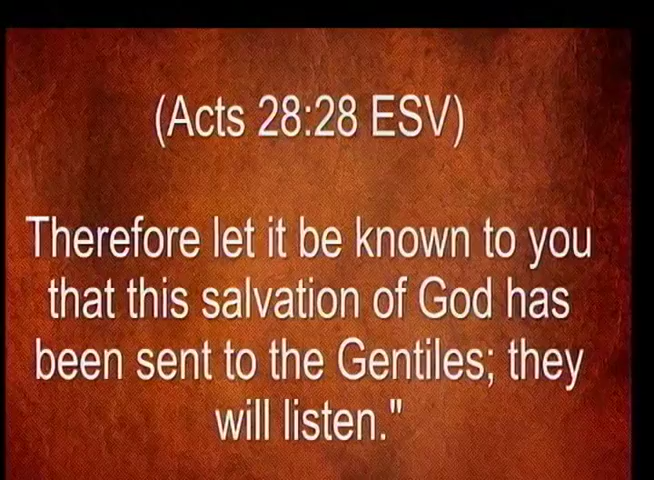 (Acts 28:28 ESV)
Therefore let it be known to you
that this salvation of God has
been sent to the Gentiles; they
will listen."